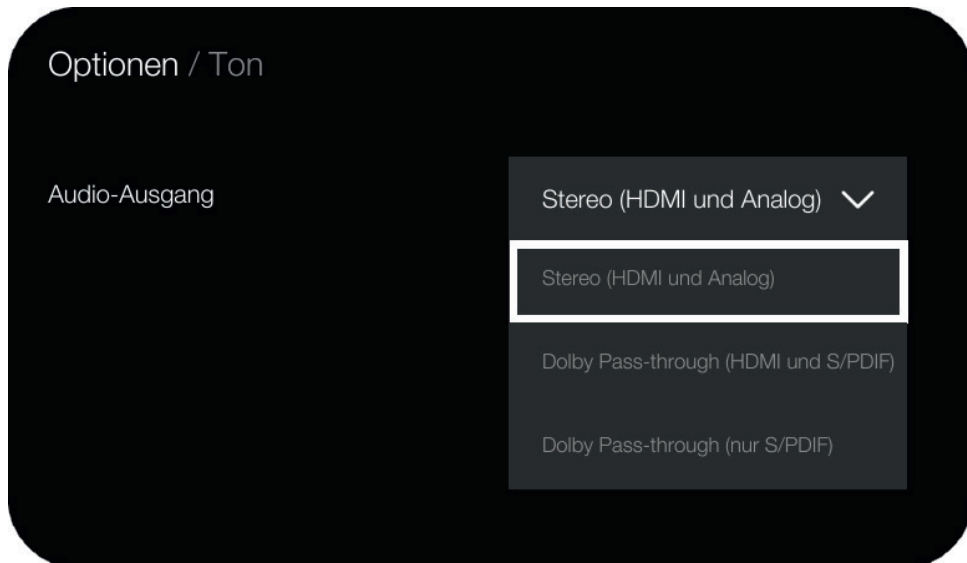 Optionen / Ton
Audio-Ausgang
Stereo (HDMI und Analog)
Stereo (HDMI und Analog)
Dolby Pass-through (HDMI und S/PDIF)
Dolby Pass-through (nur S/PDIF)